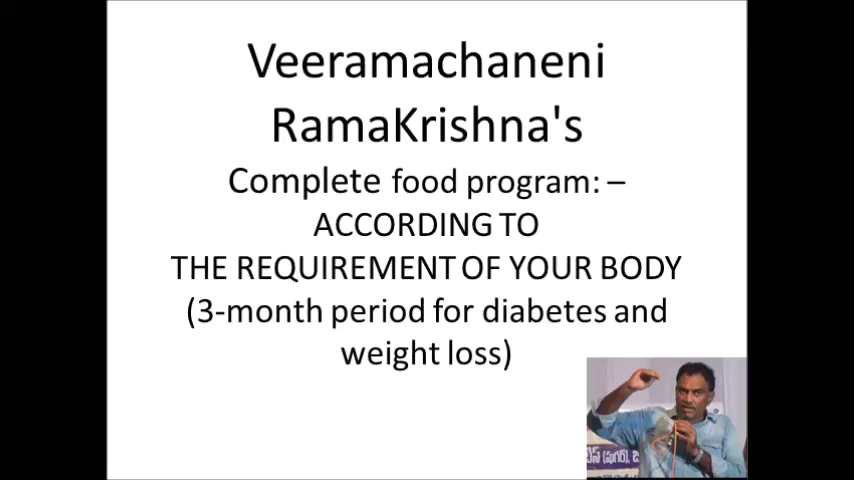 Veeramachaneni
RamaKrishna's
Complete food program: –
ACCORDING TO
THE REQUIREMENT OF YOUR BODY
(3-month period for diabetes and
weight loss)
(షుగర్),